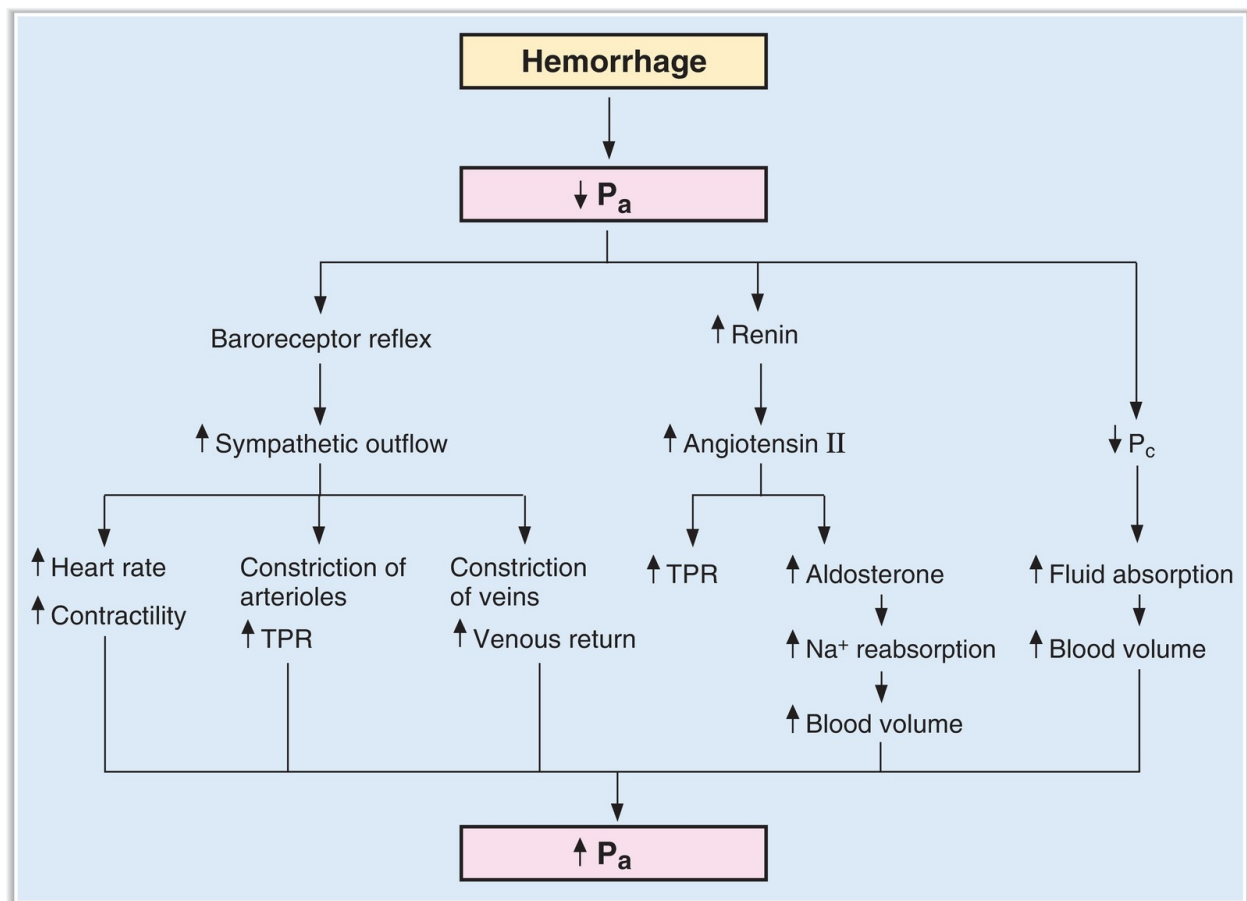 Hemorrhage
↓ Pa
Baroreceptor reflex
↑ Renin
↑ Sympathetic outflow
↑ Angiotensin II
↓ Pc
↑ Heart rate
↑ Contractility
Constriction of
arterioles
↑ TPR
Constriction
of veins
↑ Venous return
↑ TPR
↑ Aldosterone
↑ Na⁺ reabsorption
↑ Blood volume
↑ Fluid absorption
↑ Blood volume
↑ Pa